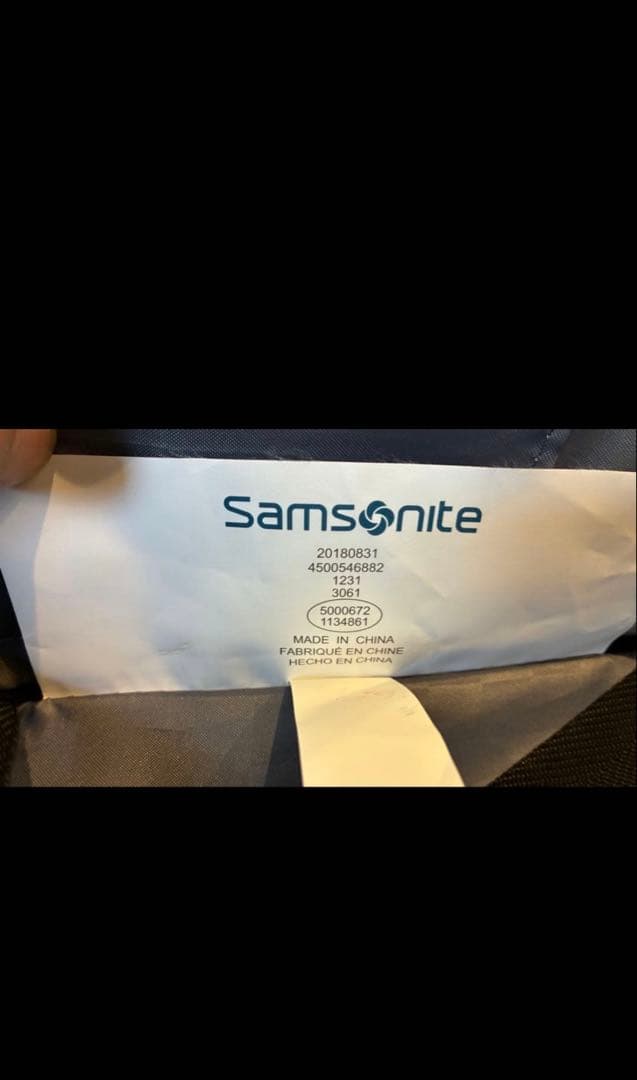 Samsonite
20180831
4500546882
1231
3061
5000672
1134861
MADE IN CHINA
FABRIQUÉ EN CHINE
HECHO EN CHINA